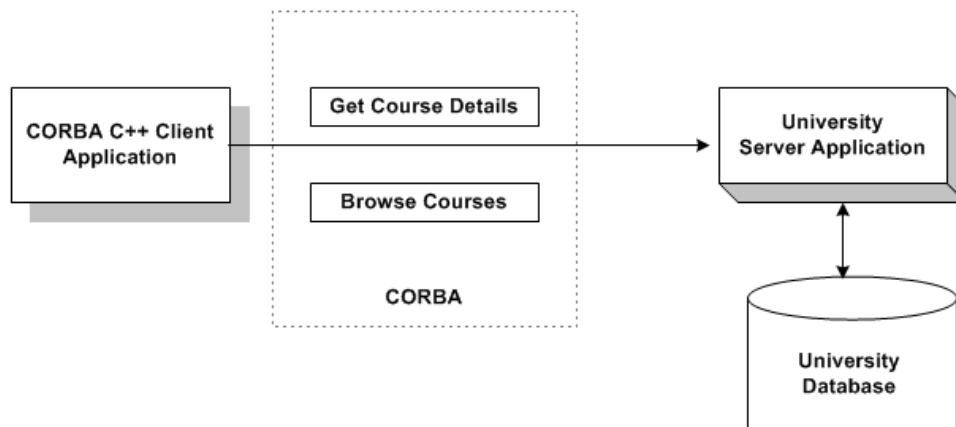 CORBA C++ Client
Application
Get Course Details
Browse Courses
CORBA
University
Server Application
University
Database